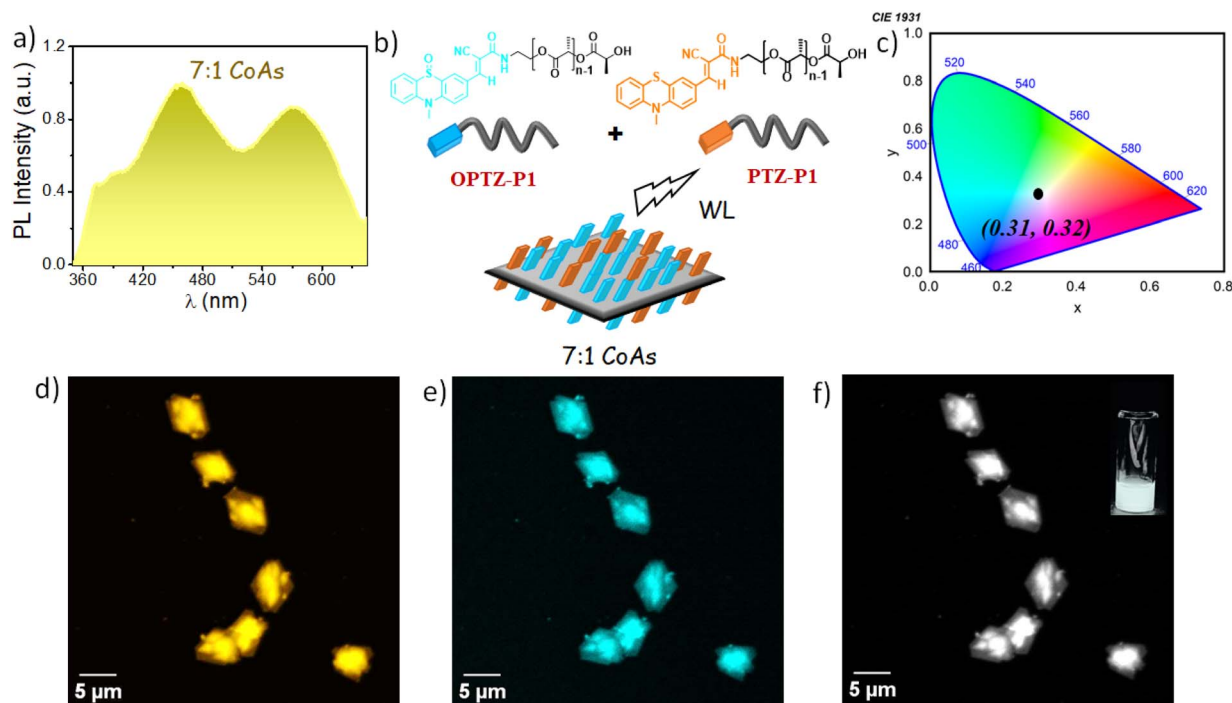 a)
PL Intensity (a.u.)
1.2
0.8
0.4
0.0
7:1 CoAs
360
420
480
540
600
λ (nm)
b)
O
S
N
CN
O
N
H
H
O
O
n-1
O
O
OH
S
N
CN
O
N
H
H
O
O
n-1
O
O
OH
+
OPTZ-P1
PTZ-P1
WL
7:1 CoAs
CIE 1931
c)
y
1.0
0.8
0.6
0.4
0.2
0.0
520
540
560
580
600
620
500
480
460
(0.31, 0.32)
0.0
0.2
0.4
0.6
0.8
x
d)
5 µm
e)
5 µm
f)
5 µm